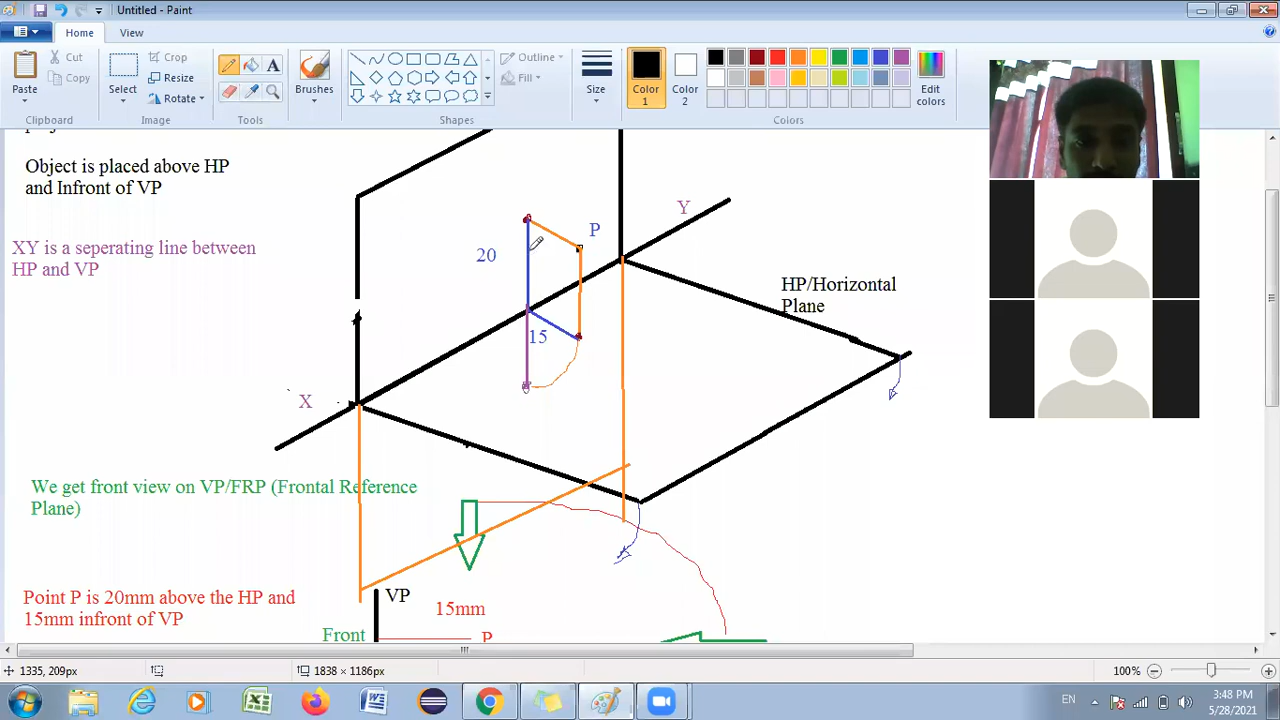 Untitled - Paint
Home
View
Paste
Cut
Copy
Clipboard
Select
Crop
Resize
Rotate
Image
Tools
Brushes
Shapes
Outline
Fill
Size
Color 1
Color 2
Edit colors
Colors
Object is placed above HP
and Infront of VP
XY is a seperating line between
HP and VP
Y
P
20
HP/Horizontal
Plane
15
X
We get front view on VP/FRP (Frontal Reference
Plane)
Point P is 20mm above the HP and
15mm infront of VP
VP
15mm
Front
P
1335, 209px
1838 × 1186px
100%
EN
3:48 PM
5/28/2021